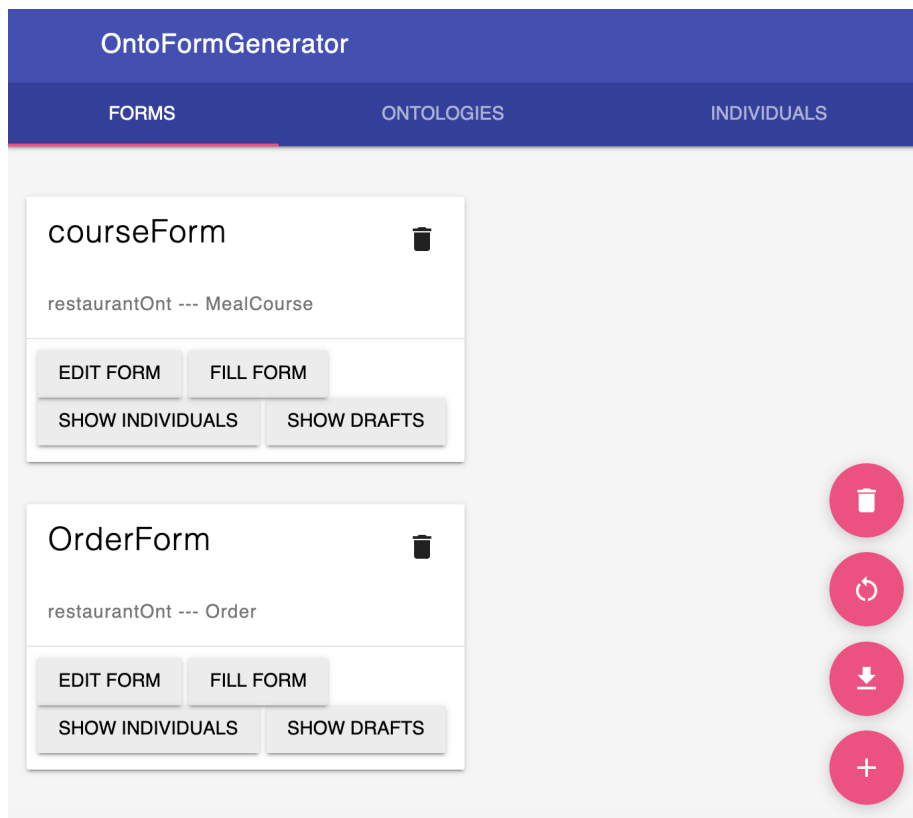 OntoFormGenerator
FORMS ONTOLOGIES INDIVIDUALS
courseForm
restaurantOnt --- MealCourse
EDIT FORM FILL FORM
SHOW INDIVIDUALS SHOW DRAFTS
OrderForm
restaurantOnt --- Order
EDIT FORM FILL FORM
SHOW INDIVIDUALS SHOW DRAFTS